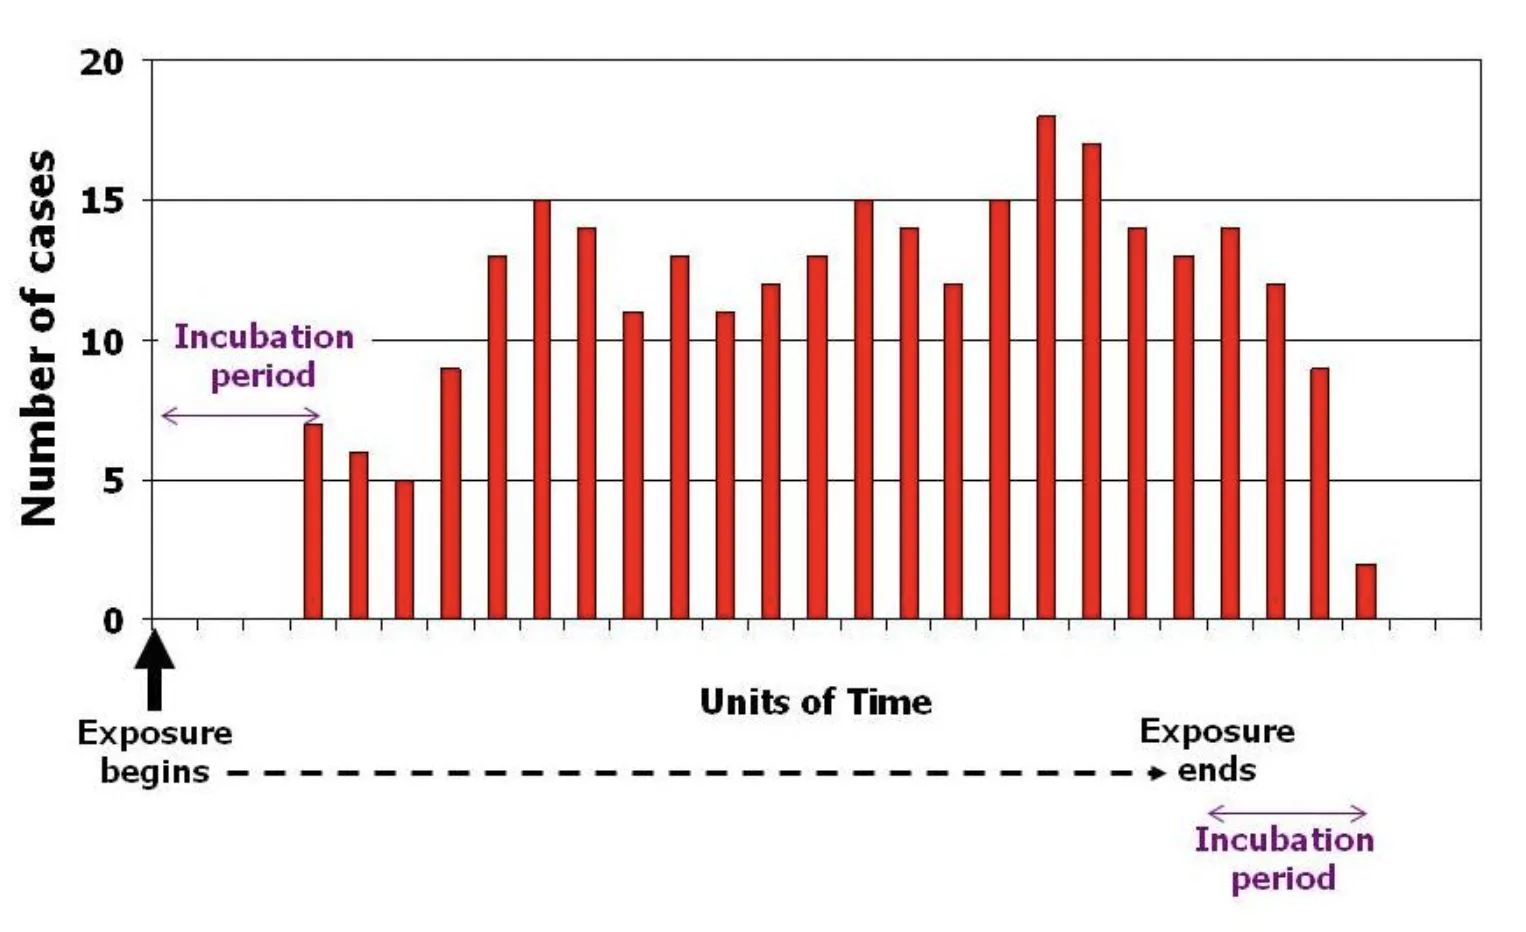 Number of cases
20
15
10
5
0
Incubation
period
Units of Time
Exposure
begins
Exposure
ends
Incubation
period